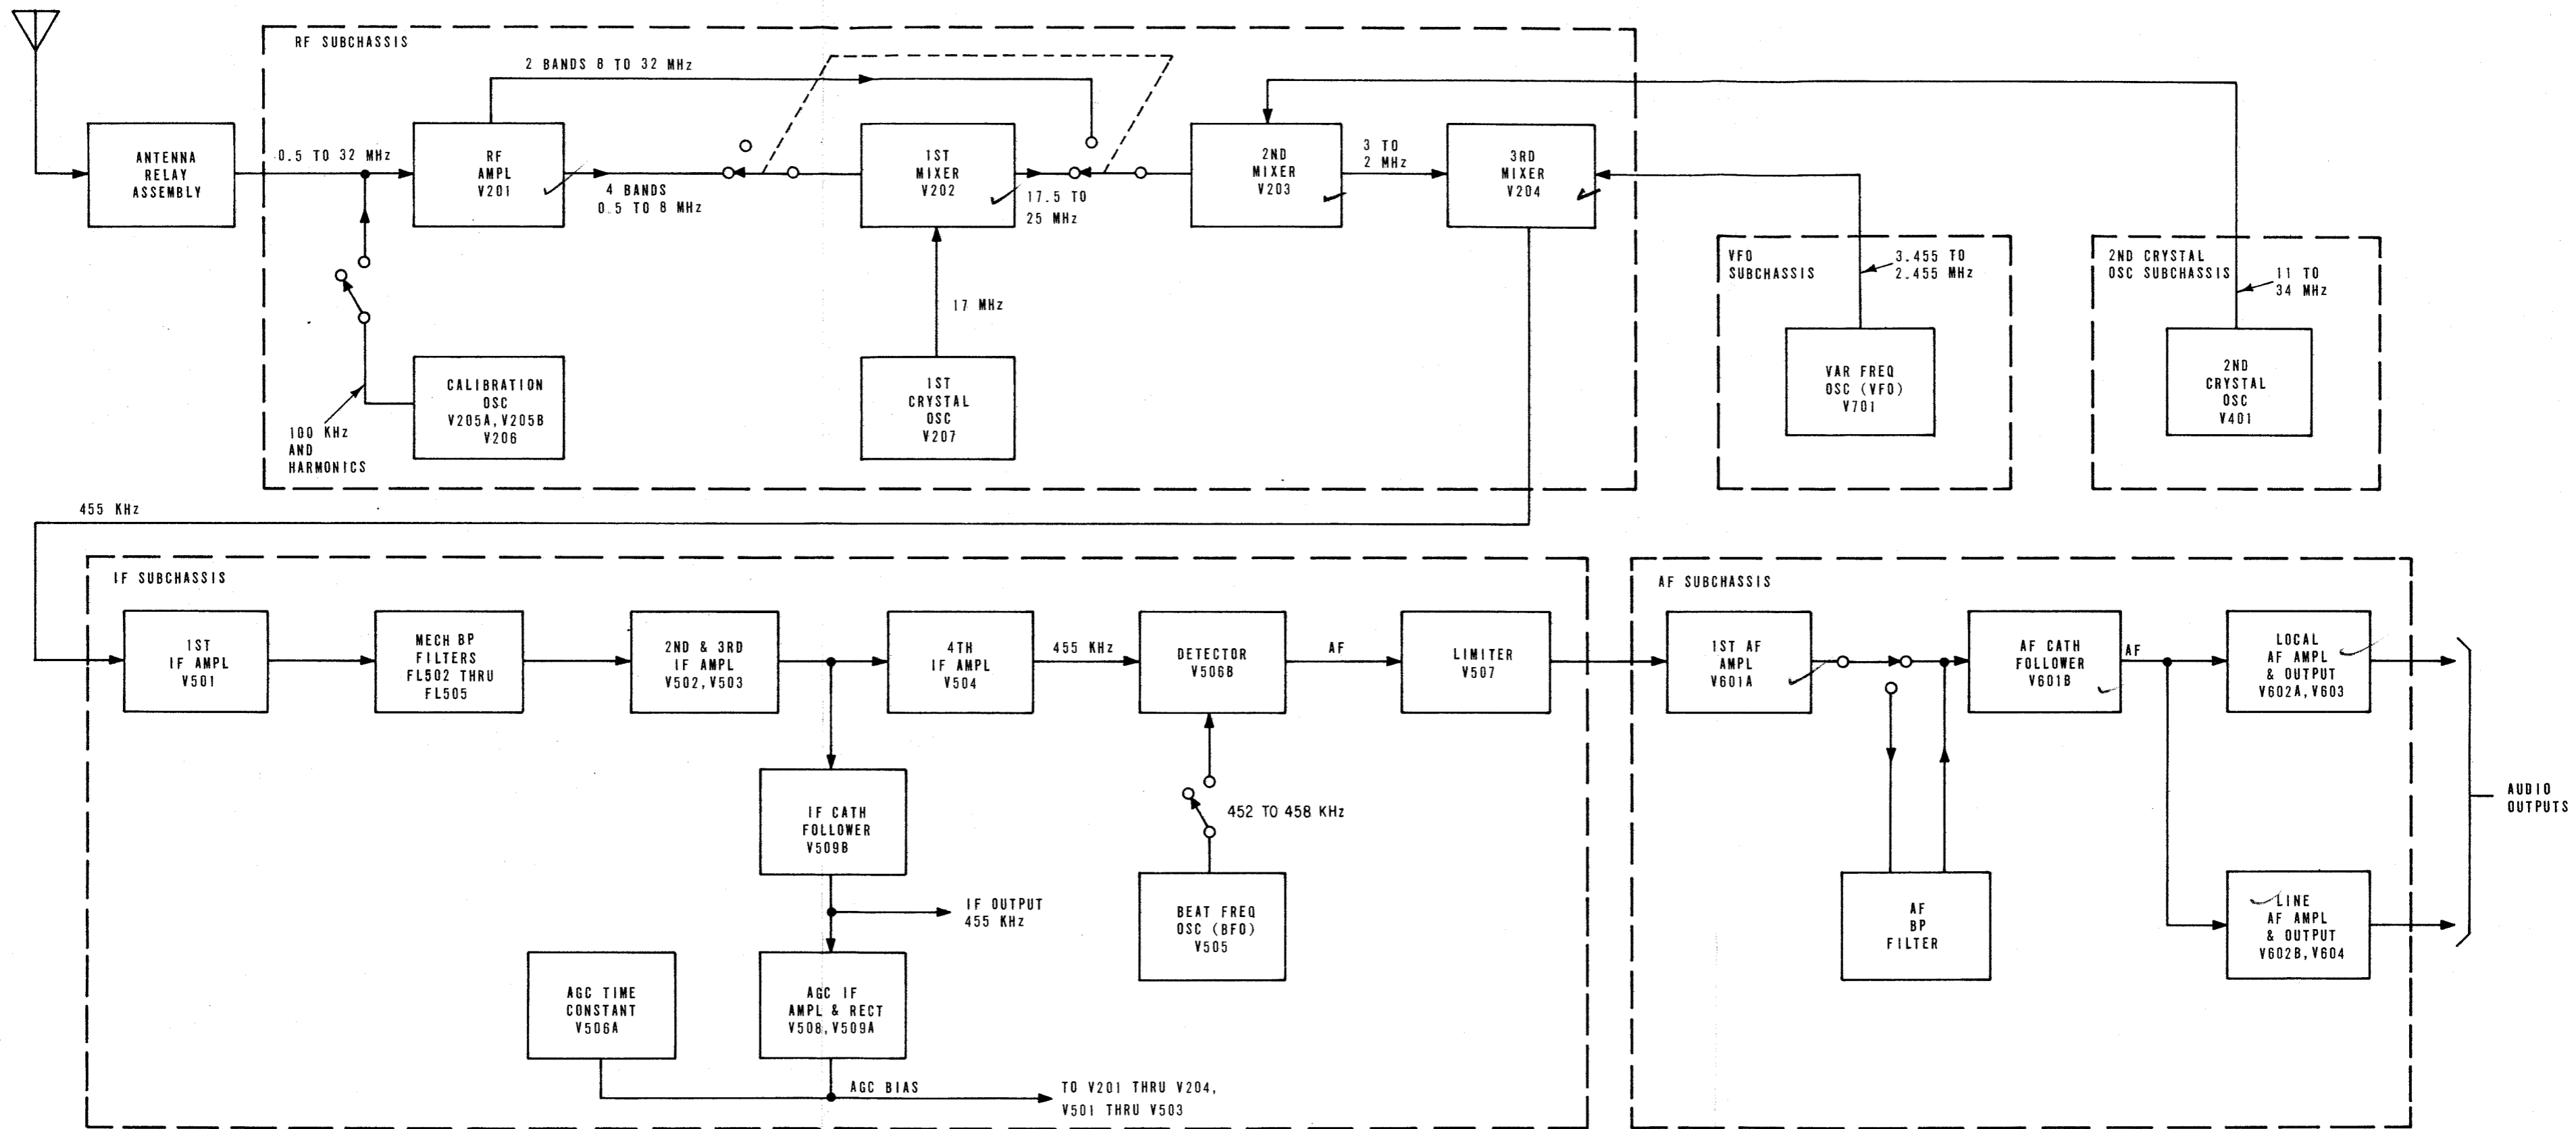 RF SUBCHASSIS
2 BANDS 8 TO 32 MHz
ANTENNA
RELAY
ASSEMBLY
0.5 TO 32 MHz
RF
AMPL
V201
4 BANDS
0.5 TO 8 MHz
1ST
MIXER
V202
17.5 TO
25 MHz
2ND
MIXER
V203
3 TO
2 MHz
3RD
MIXER
V204
VFO
SUBCHASSIS
3.455 TO
2.455 MHz
2ND CRYSTAL
OSC SUBCHASSIS
11 TO
34 MHz
17 MHz
CALIBRATION
OSC
V205A, V205B
V206
100 KHz
AND
HARMONICS
1ST
CRYSTAL
OSC
V207
VAR FREQ
OSC (VFO)
V701
2ND
CRYSTAL
OSC
V401
455 KHz
IF SUBCHASSIS
AF SUBCHASSIS
1ST
IF AMPL
V501
MECH BP
FILTERS
FL502 THRU
FL505
2ND & 3RD
IF AMPL
V502, V503
4TH
IF AMPL
V504
455 KHz
DETECTOR
V506B
AF
LIMITER
V507
1ST AF
AMPL
V601A
AF CATH
FOLLOWER
V601B
AF
LOCAL
AF AMPL
& OUTPUT
V602A, V603
IF CATH
FOLLOWER
V509B
452 TO 458 KHz
AUDIO
OUTPUTS
IF OUTPUT
455 KHz
BEAT FREQ
OSC (BFO)
V505
AF
BP
FILTER
LINE
AF AMPL
& OUTPUT
V602B, V604
AGC TIME
CONSTANT
V506A
AGC IF
AMPL & RECT
V508, V509A
AGC BIAS
TO V201 THRU V204,
V501 THRU V503